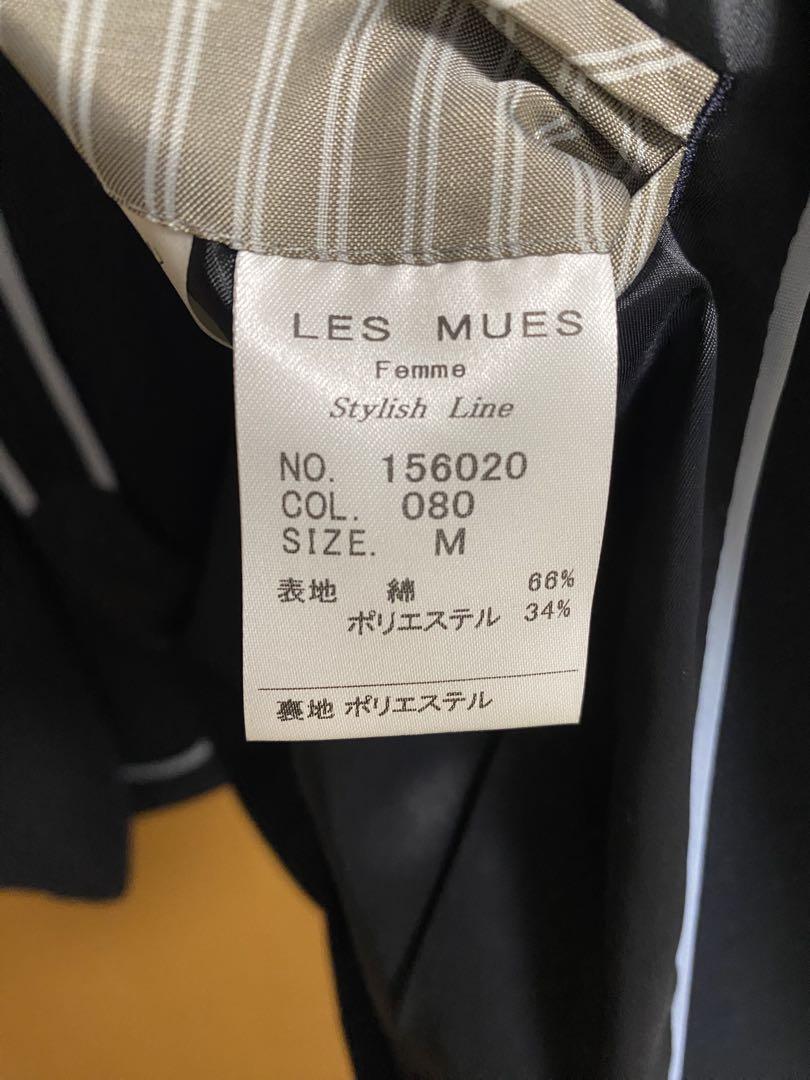 LES MUES
Femme
Stylish Line
NO. 156020
COL. 080
SIZE. M
表地 綿 66%
ポリエステル 34%
裏地 ポリエステル